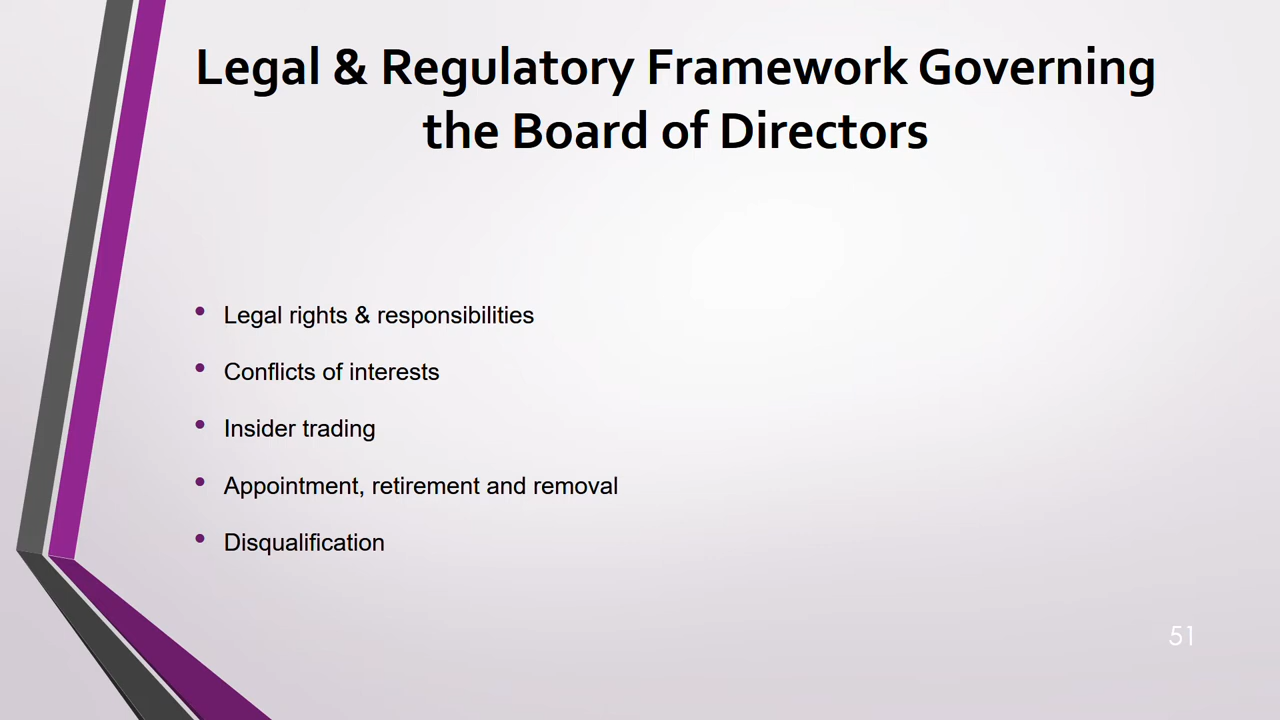 Legal & Regulatory Framework Governing
the Board of Directors
• Legal rights & responsibilities
• Conflicts of interests
• Insider trading
• Appointment, retirement and removal
• Disqualification
51